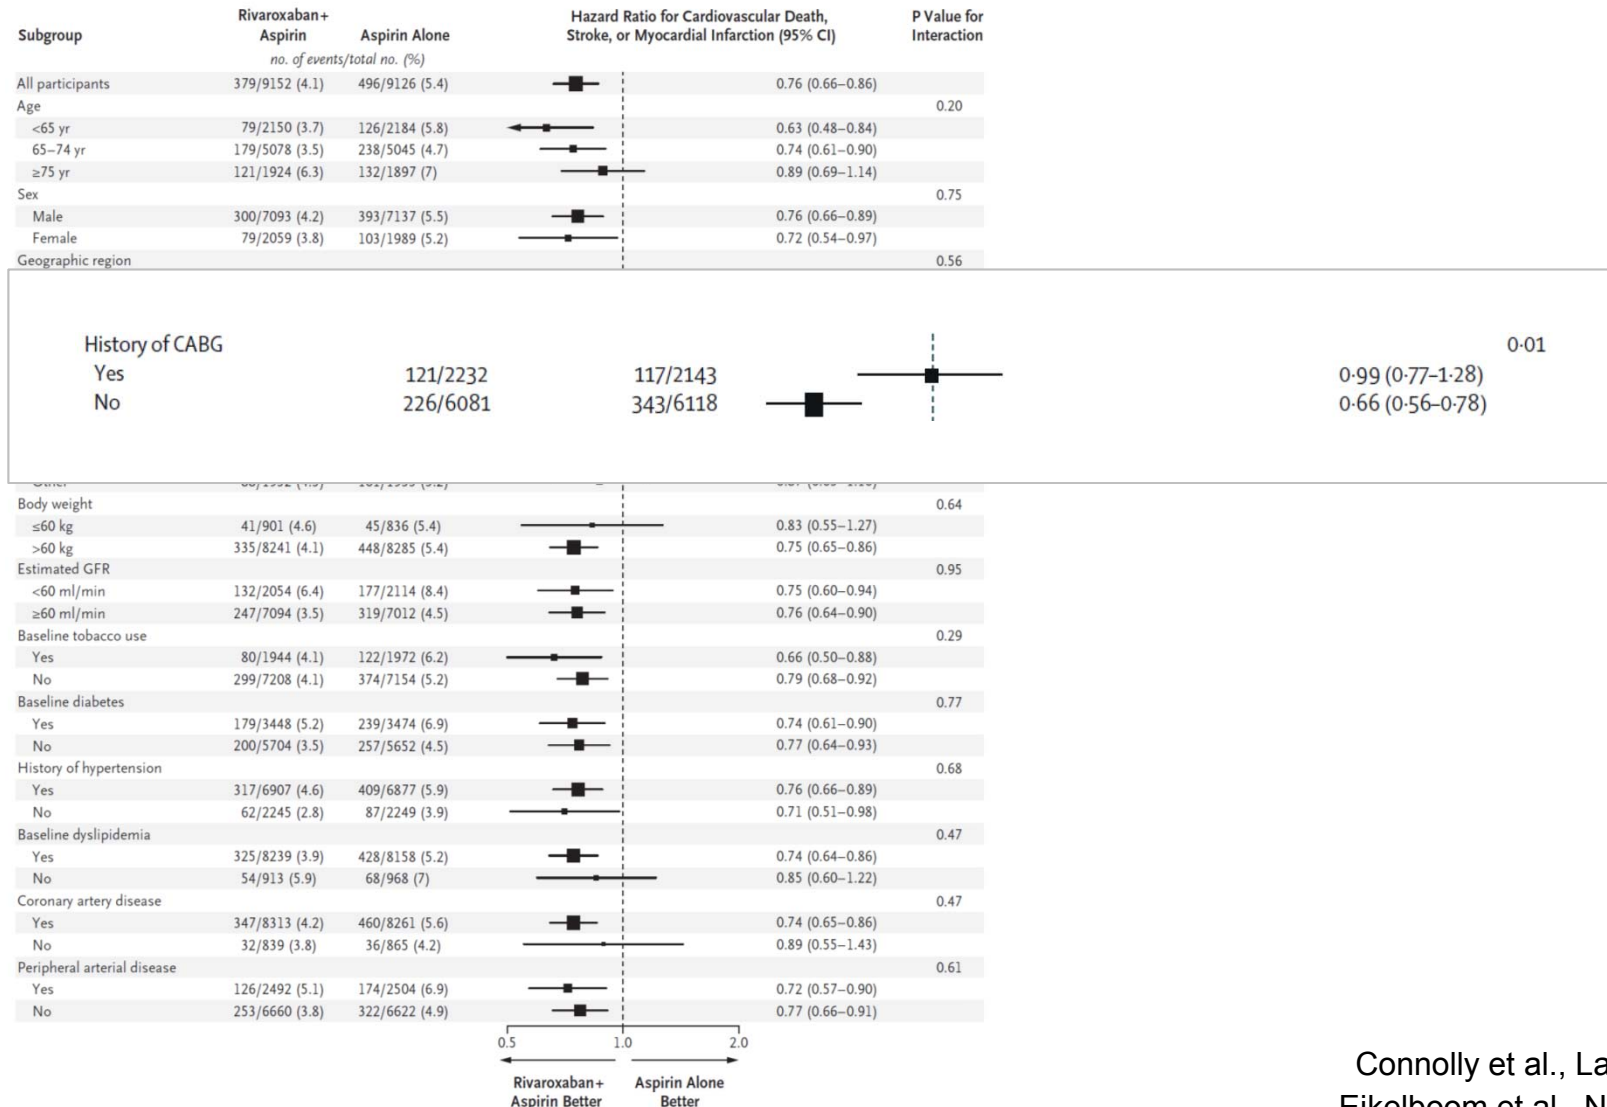 Subgroup Rivaroxaban+ Aspirin Aspirin Alone Hazard Ratio for Cardiovascular Death, Stroke, or Myocardial Infarction (95% CI) P Value for Interaction
no. of events/total no. (%)
All participants 379/9152 (4.1) 496/9126 (5.4) 0.76 (0.66–0.86)
Age 0.20
<65 yr 79/2150 (3.7) 126/2184 (5.8) 0.63 (0.48–0.84)
65–74 yr 179/5078 (3.5) 238/5045 (4.7) 0.74 (0.61–0.90)
≥75 yr 121/1924 (6.3) 132/1897 (7) 0.89 (0.69–1.14)
Sex 0.75
Male 300/7093 (4.2) 393/7137 (5.5) 0.76 (0.66–0.89)
Female 79/2059 (3.8) 103/1989 (5.2) 0.72 (0.54–0.97)
Geographic region 0.56
History of CABG 0·01
Yes 121/2232 117/2143 0·99 (0·77–1·28)
No 226/6081 343/6118 0·66 (0·56–0·78)
Body weight 0.64
≤60 kg 41/901 (4.6) 45/836 (5.4) 0.83 (0.55–1.27)
>60 kg 335/8241 (4.1) 448/8285 (5.4) 0.75 (0.65–0.86)
Estimated GFR 0.95
<60 ml/min 132/2054 (6.4) 177/2114 (8.4) 0.75 (0.60–0.94)
≥60 ml/min 247/7094 (3.5) 319/7012 (4.5) 0.76 (0.64–0.90)
Baseline tobacco use 0.29
Yes 80/1944 (4.1) 122/1972 (6.2) 0.66 (0.50–0.88)
No 299/7208 (4.1) 374/7154 (5.2) 0.79 (0.68–0.92)
Baseline diabetes 0.77
Yes 179/3448 (5.2) 239/3474 (6.9) 0.74 (0.61–0.90)
No 200/5704 (3.5) 257/5652 (4.5) 0.77 (0.64–0.93)
History of hypertension 0.68
Yes 317/6907 (4.6) 409/6877 (5.9) 0.76 (0.66–0.89)
No 62/2245 (2.8) 87/2249 (3.9) 0.71 (0.51–0.98)
Baseline dyslipidemia 0.47
Yes 325/8239 (3.9) 428/8158 (5.2) 0.74 (0.64–0.86)
No 54/913 (5.9) 68/968 (7) 0.85 (0.60–1.22)
Coronary artery disease 0.47
Yes 347/8313 (4.2) 460/8261 (5.6) 0.74 (0.65–0.86)
No 32/839 (3.8) 36/865 (4.2) 0.89 (0.55–1.43)
Peripheral arterial disease 0.61
Yes 126/2492 (5.1) 174/2504 (6.9) 0.72 (0.57–0.90)
No 253/6660 (3.8) 322/6622 (4.9) 0.77 (0.66–0.91)
0.5 1.0 2.0
Rivaroxaban+ Aspirin Alone
Aspirin Better Better
Connolly et al., La
Eikelboom et al., N